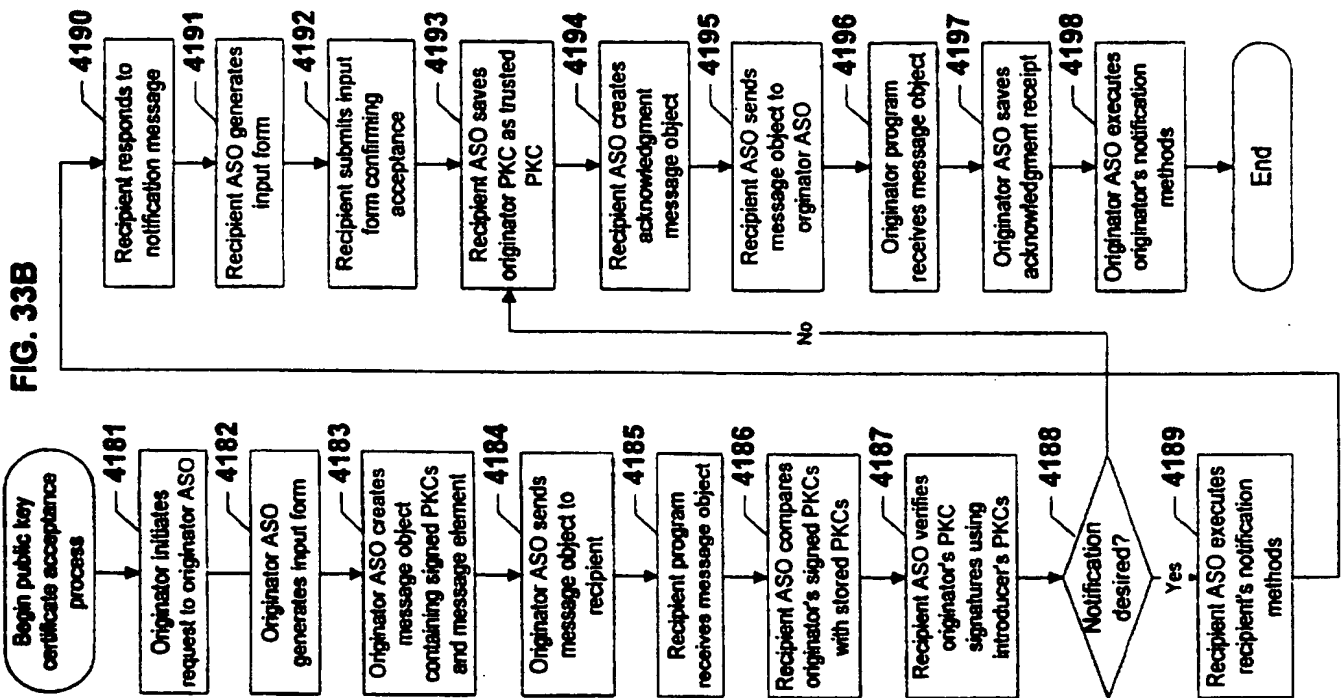 FIG. 33B
Begin public key
certificate acceptance
process
4181
Originator initiates
request to originator ASO
4182
Originator ASO
generates input form
4183
Originator ASO creates
message object
containing signed PKCs
and message element
4184
Originator ASO sends
message object to
recipient
4185
Recipient program
receives message object
4186
Recipient ASO compares
originator's signed PKCs
with stored PKCs
4187
Recipient ASO verifies
originator's PKC
signatures using
introducer's PKCs
4188
Notification
desired?
No
Yes
4189
Recipient ASO executes
recipient's notification
methods
4190
Recipient responds to
notification message
4191
Recipient ASO generates
input form
4192
Recipient submits input
form confirming
acceptance
4193
Recipient ASO saves
originator PKC as trusted
PKC
4194
Recipient ASO creates
acknowledgment
message object
4195
Recipient ASO sends
message object to
orginator ASO
4196
Originator program
receives message object
4197
Originator ASO saves
acknowledgment receipt
4198
Originator ASO executes
originator's notification
methods
End